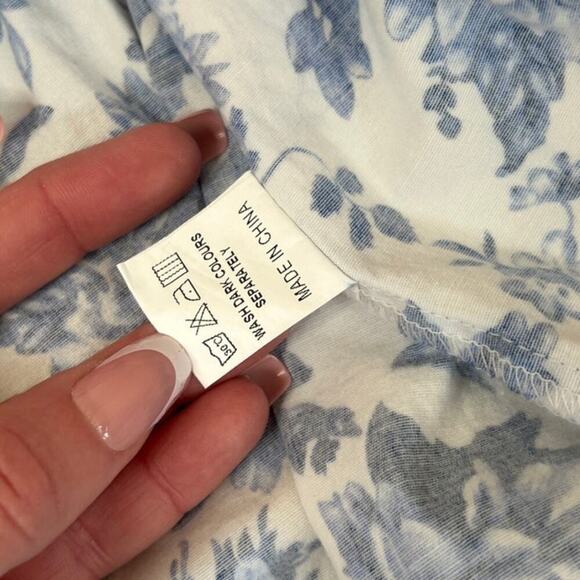 30°C
WASH DARK COLOURS
SEPARATELY
MADE IN CHINA